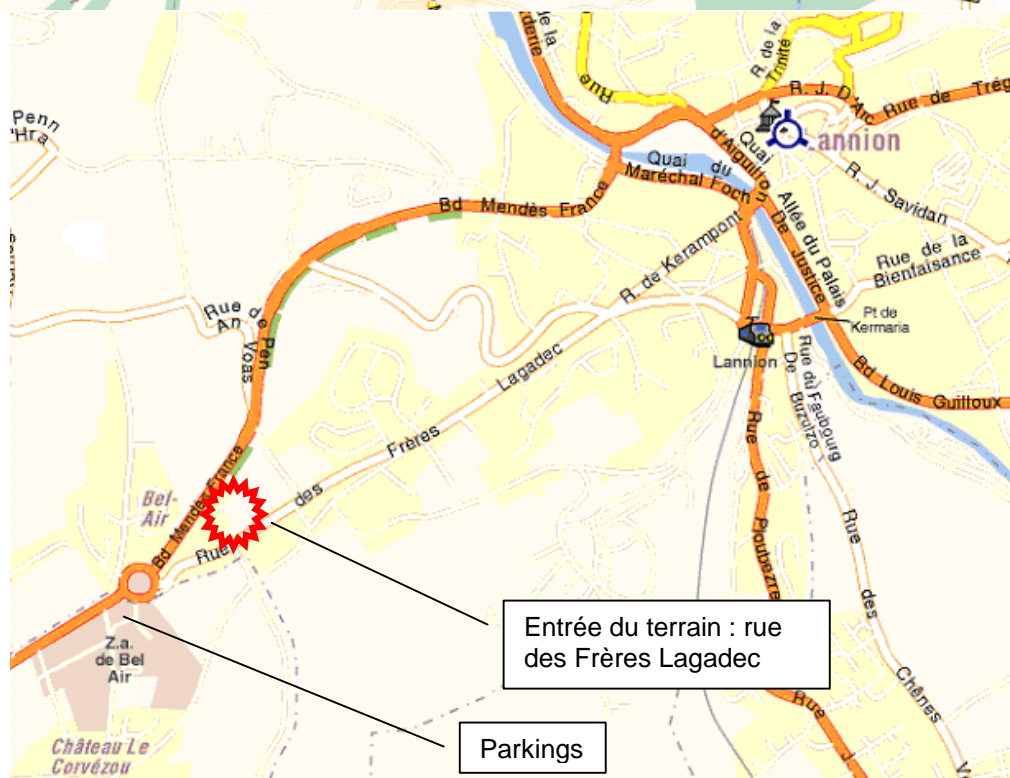 R. de la
Trinité
Rue
R. J. D'Arc
Rue de Trég
Penn
'Hra
Lannion
Quai
d'Aiguillon
Quai du
Maréchal Foch
R. J. Savidan
Bd Mendès France
Allée du Palais
De Justice
Rue de la
Bienfaisance
R. de Kerampont
Rue de Pen
An Voas
Pt de
Kermaria
Lannion
Rue du Faubourg
De Buzulzo
Bd Louis Guilloux
Rue des Frères Lagadec
Rue de Ploubezre
Rue des Chênes
Bel-
Air
Bd Mendès France
Entrée du terrain : rue
des Frères Lagadec
Z.a.
de Bel
Air
Rue J
Parkings
Château Le
Corvézou